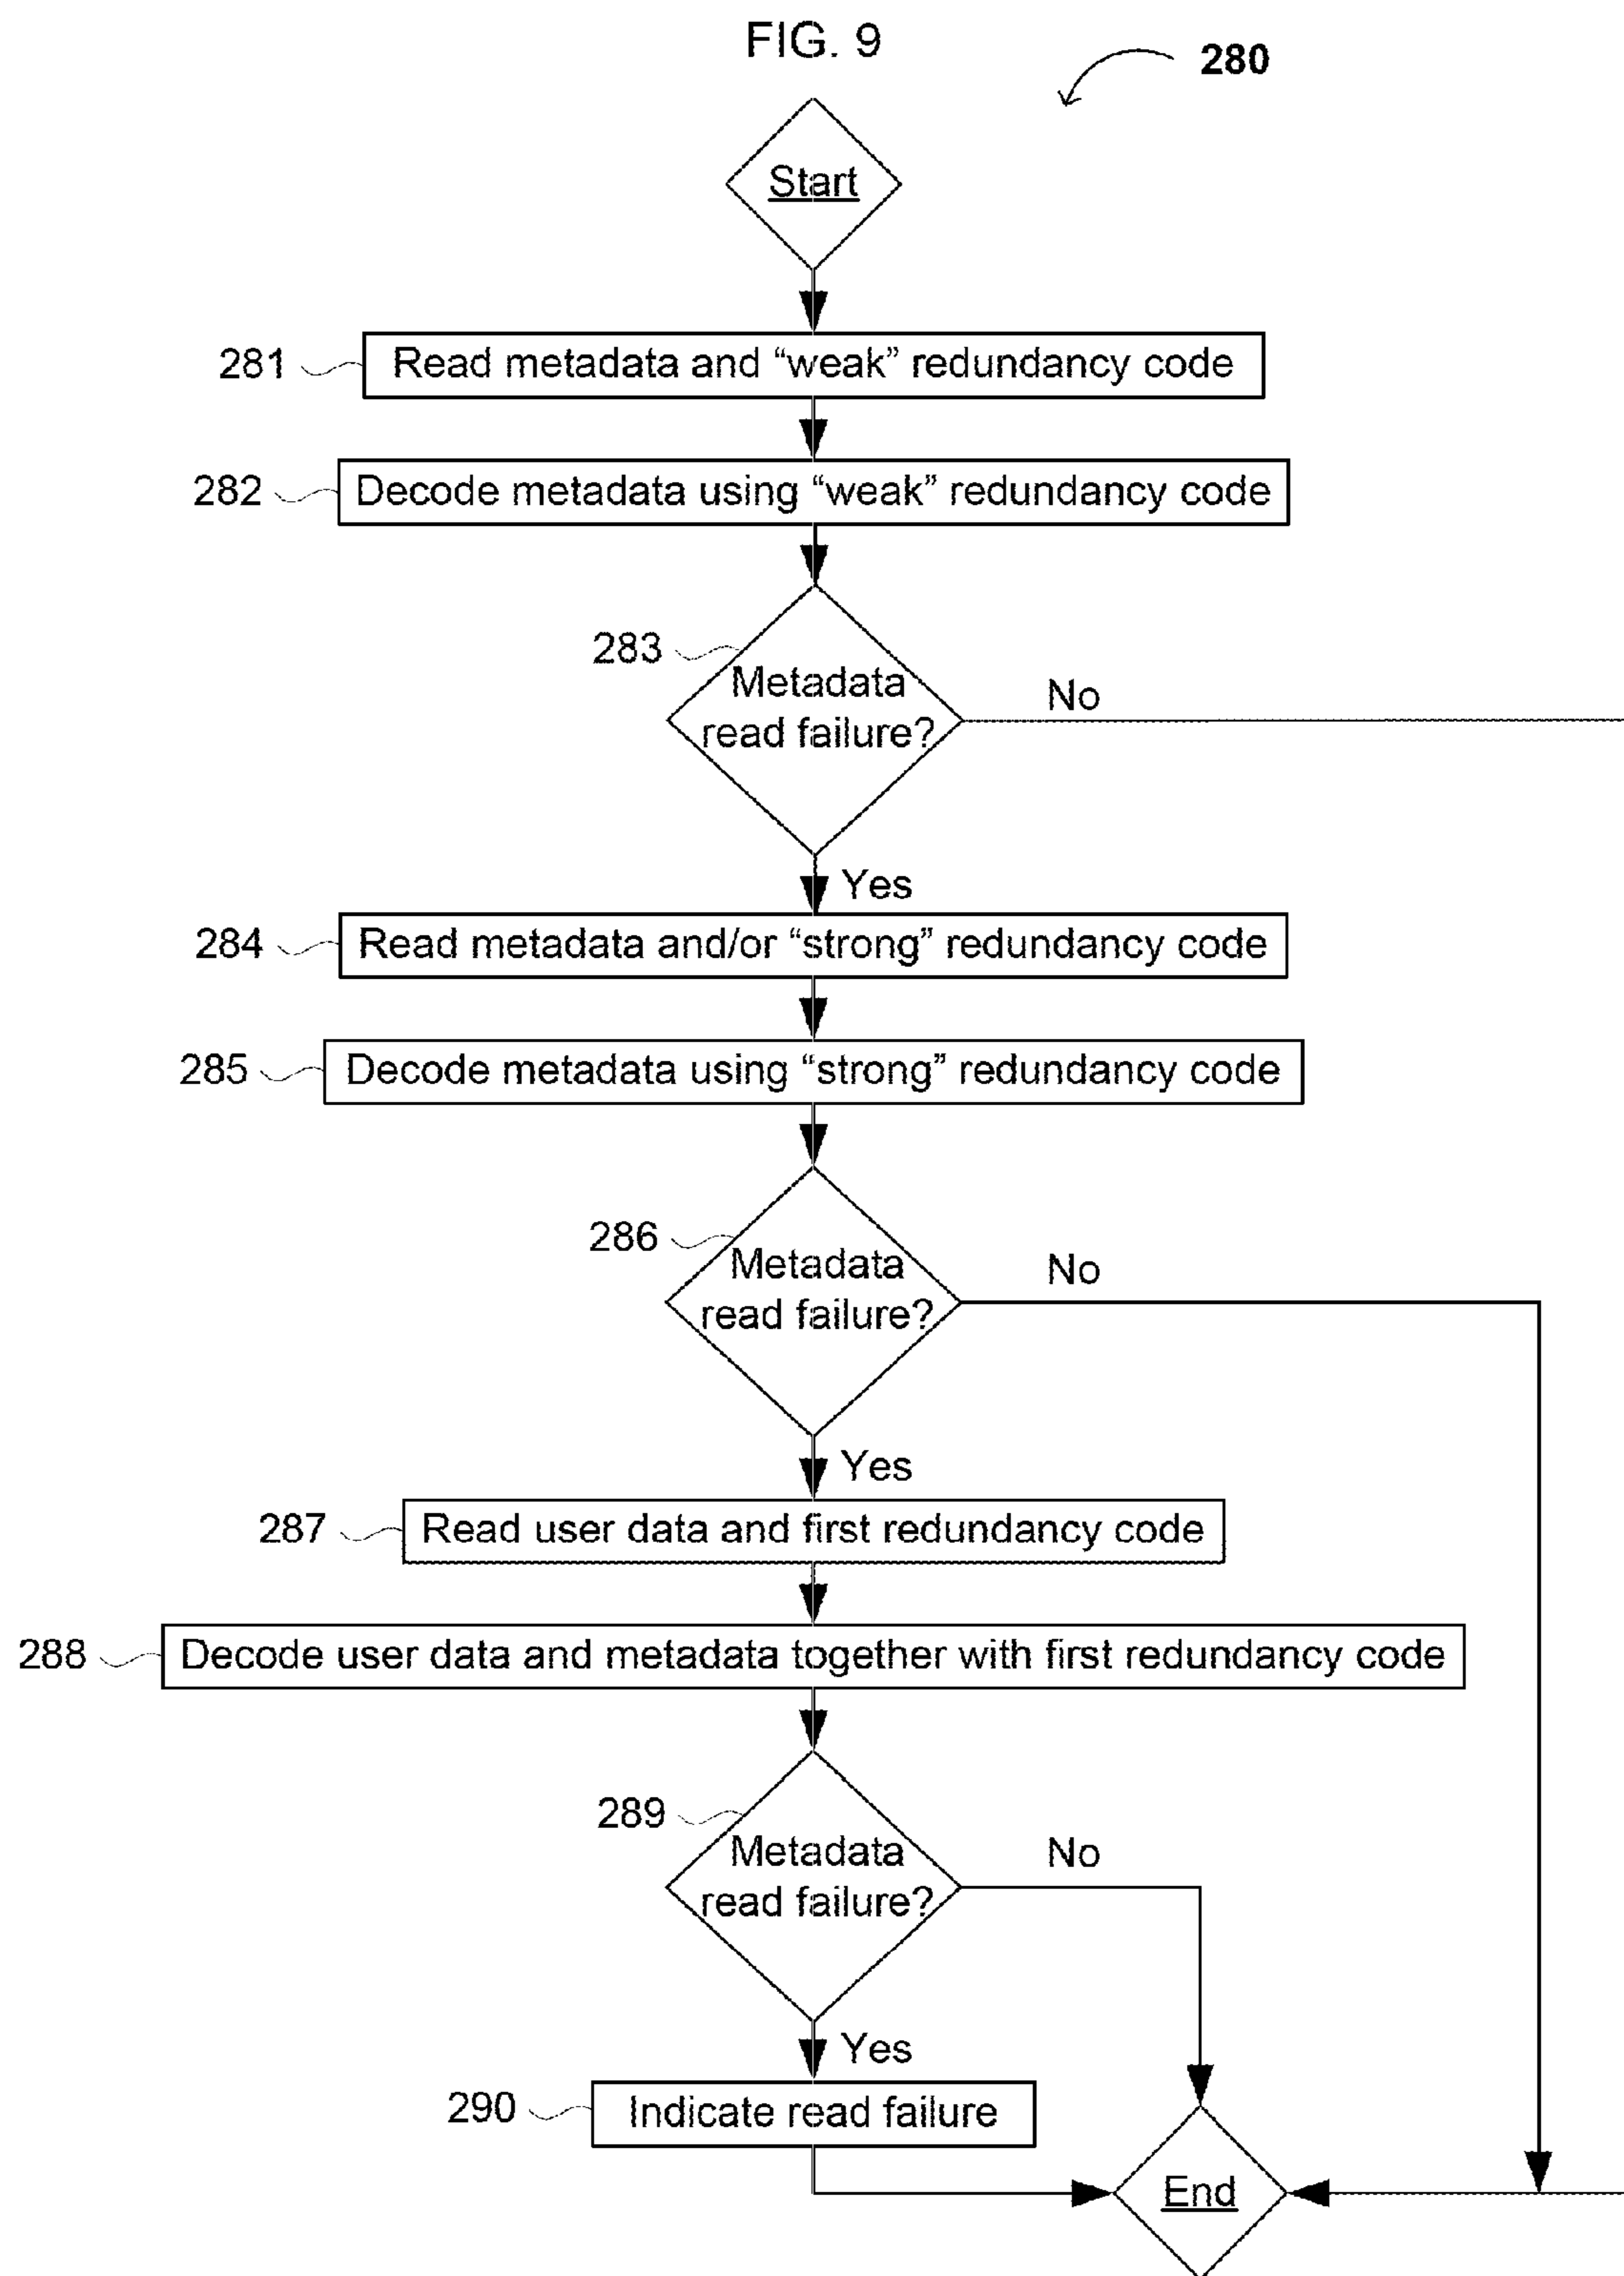 FIG. 9
280
Start
281
Read metadata and “weak” redundancy code
282
Decode metadata using “weak” redundancy code
283
Metadata
read failure?
No
Yes
284
Read metadata and/or “strong” redundancy code
285
Decode metadata using “strong” redundancy code
286
Metadata
read failure?
No
Yes
287
Read user data and first redundancy code
288
Decode user data and metadata together with first redundancy code
289
Metadata
read failure?
No
Yes
290
Indicate read failure
End